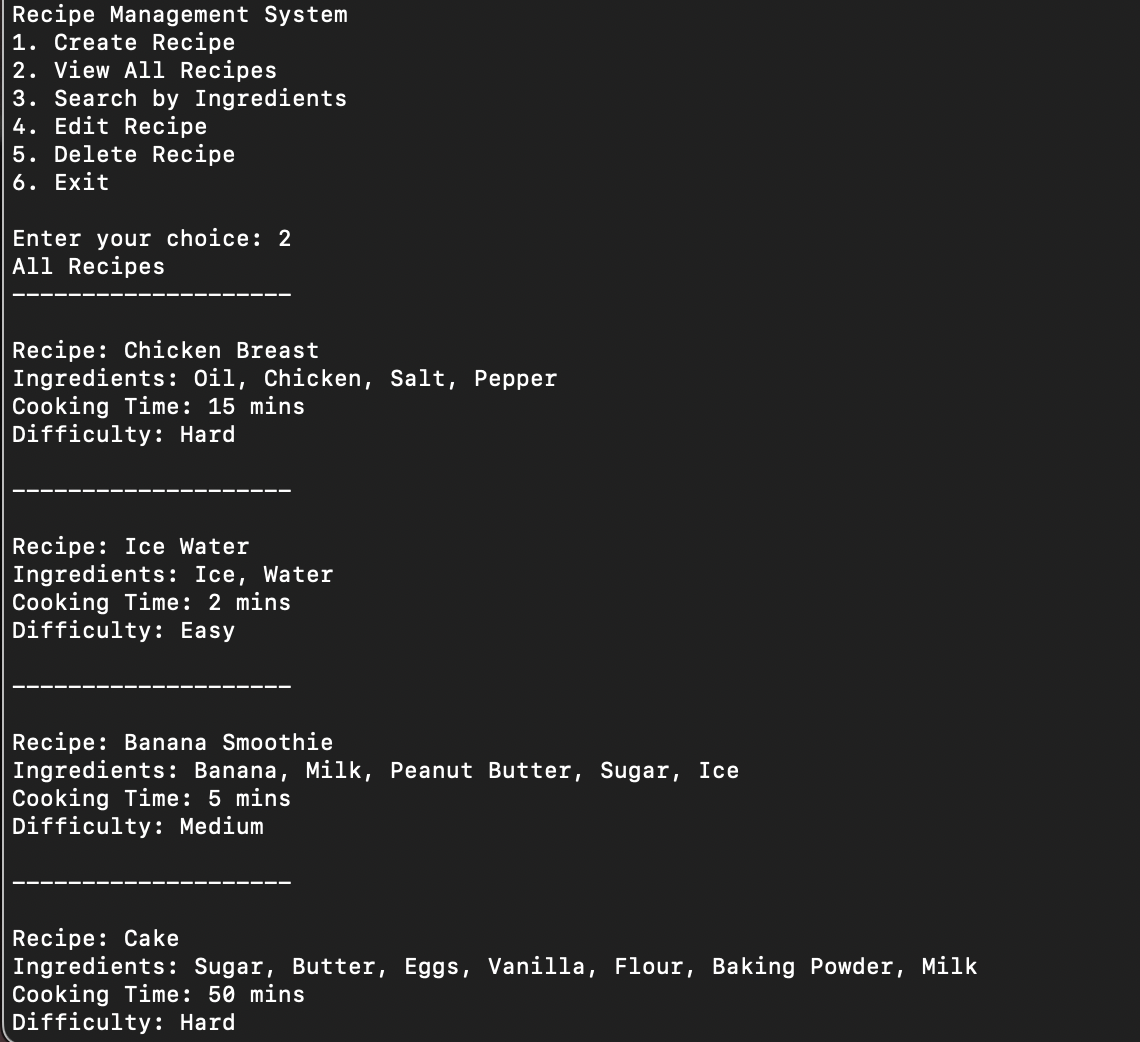 Recipe Management System
1. Create Recipe
2. View All Recipes
3. Search by Ingredients
4. Edit Recipe
5. Delete Recipe
6. Exit
Enter your choice: 2
All Recipes
--------------------
Recipe: Chicken Breast
Ingredients: Oil, Chicken, Salt, Pepper
Cooking Time: 15 mins
Difficulty: Hard
--------------------
Recipe: Ice Water
Ingredients: Ice, Water
Cooking Time: 2 mins
Difficulty: Easy
--------------------
Recipe: Banana Smoothie
Ingredients: Banana, Milk, Peanut Butter, Sugar, Ice
Cooking Time: 5 mins
Difficulty: Medium
--------------------
Recipe: Cake
Ingredients: Sugar, Butter, Eggs, Vanilla, Flour, Baking Powder, Milk
Cooking Time: 50 mins
Difficulty: Hard